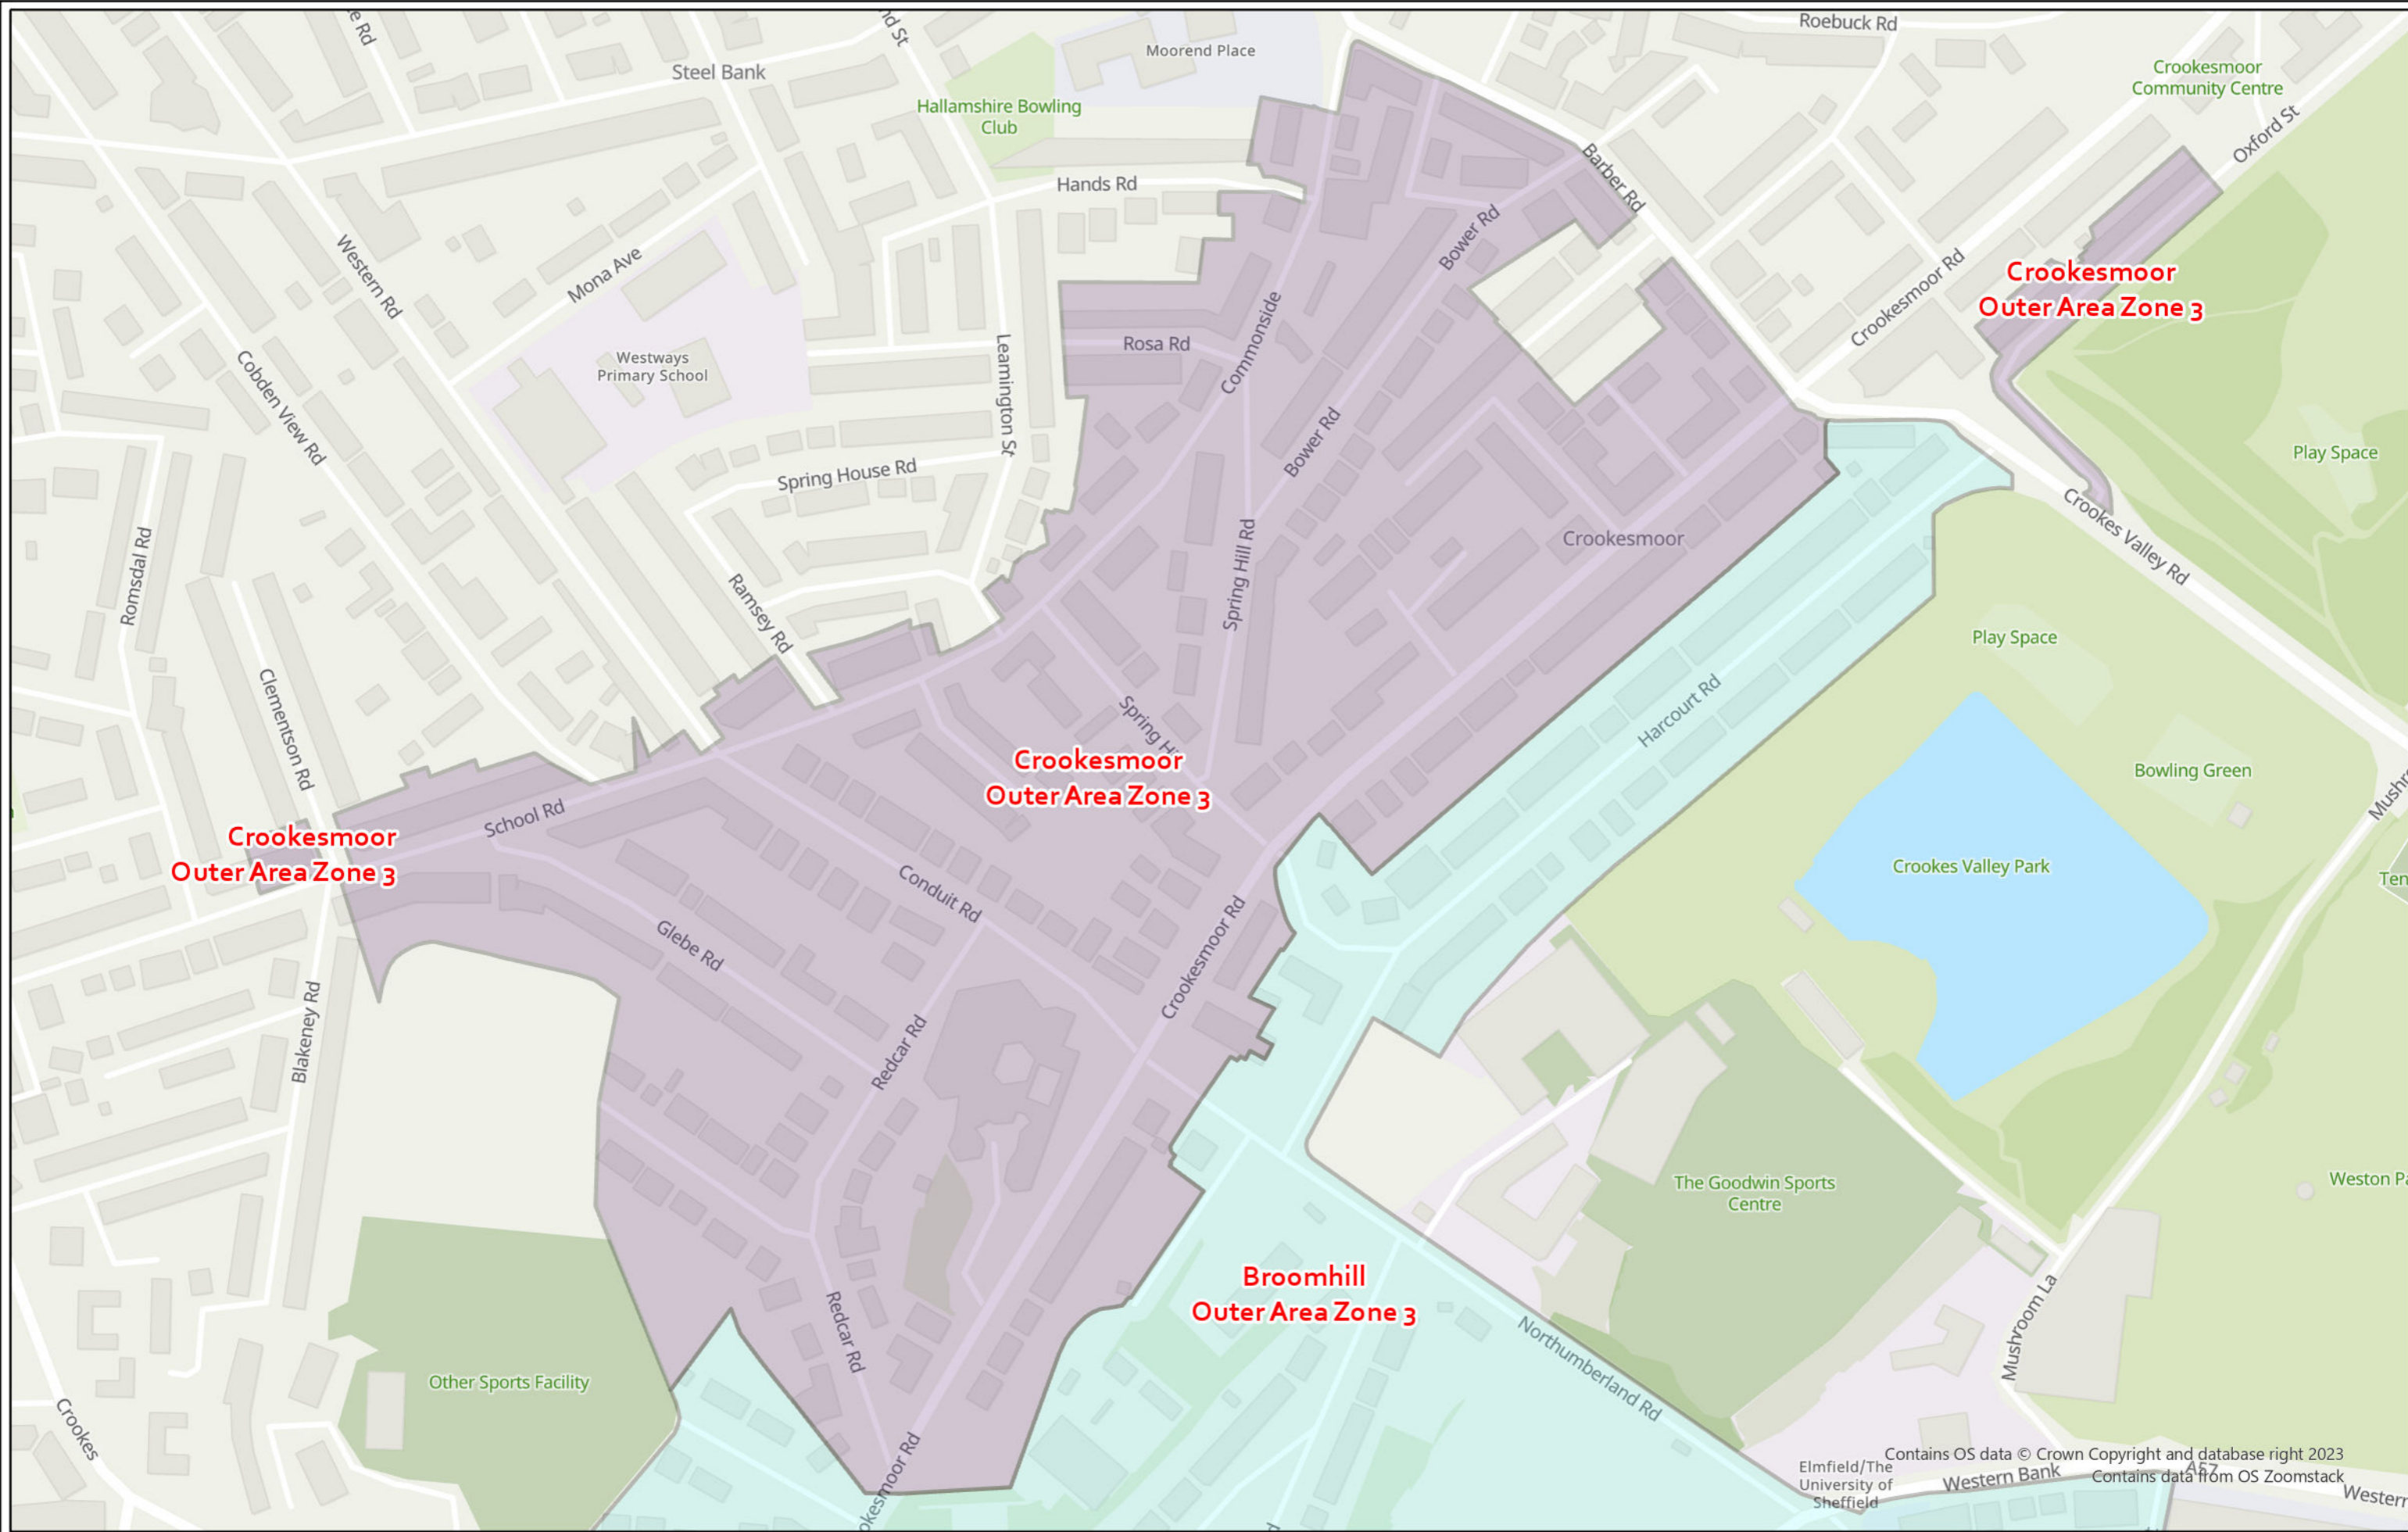 Roebuck Rd
Moorend Place
Steel Bank
Crookesmoor
Community Centre
Hallamshire Bowling
Club
Oxford St
Barber Rd
Hands Rd
Bower Rd
Western Rd
Mona Ave
Crookesmoor
Outer Area Zone 3
Crookesmoor Rd
Commonside
Rosa Rd
Westways
Primary School
Leamington St
Cobden View Rd
Bower Rd
Play Space
Spring House Rd
Crookes Valley Rd
Crookesmoor
Romsdal Rd
Spring Hill Rd
Ramsey Rd
Play Space
Harcourt Rd
Clementson Rd
Spring Hi
Crookesmoor
Outer Area Zone 3
Bowling Green
School Rd
Crookesmoor
Outer Area Zone 3
Crookes Valley Park
Conduit Rd
Glebe Rd
Crookesmoor Rd
Blakeney Rd
Redcar Rd
The Goodwin Sports
Centre
Broomhill
Outer Area Zone 3
Mushroom La
Redcar Rd
Northumberland Rd
Other Sports Facility
Crookes
okesmoor Rd
Contains OS data © Crown Copyright and database right 2023
Contains data from OS Zoomstack
Elmfield/The
University of
Sheffield
Western Bank
A57
Western